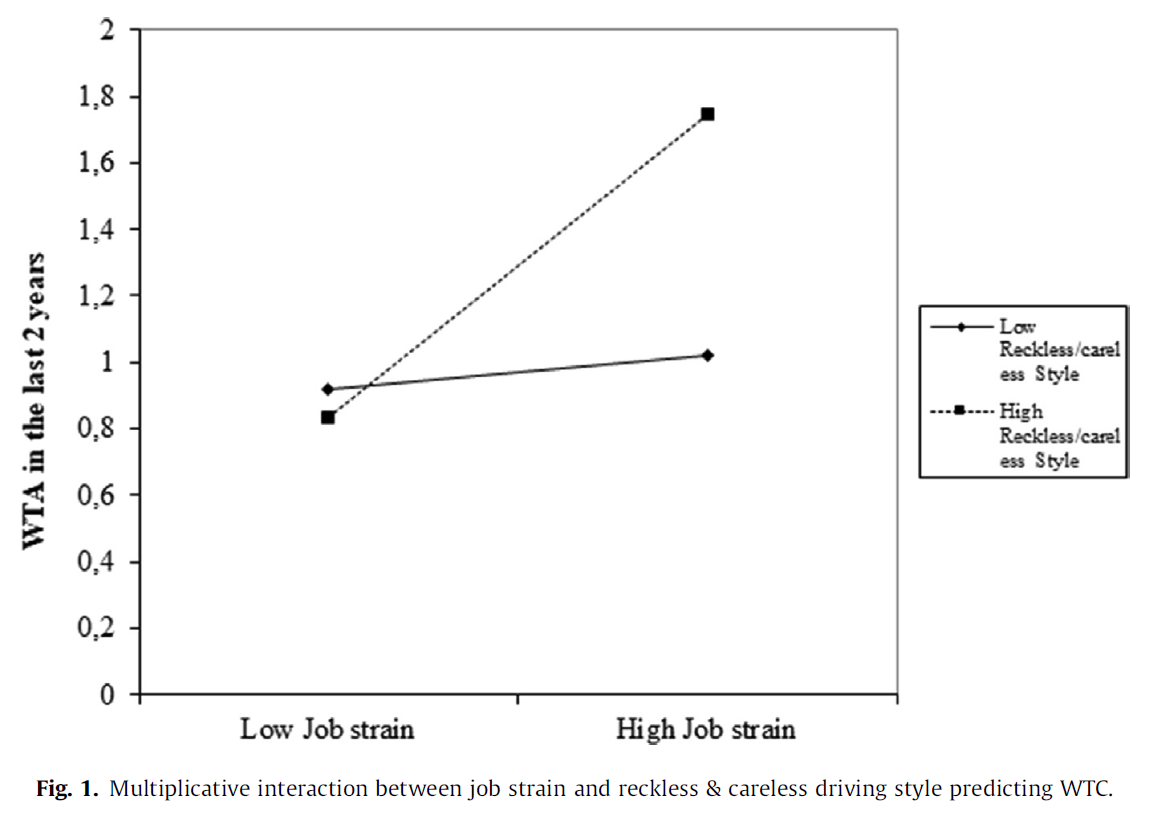 2
1,8
1,6
1,4
1,2
1
0,8
0,6
0,4
0,2
0
WTA in the last 2 years
Low Job strain
High Job strain
Low
Reckless/carel
ess Style
High
Reckless/carel
ess Style
Fig. 1. Multiplicative interaction between job strain and reckless & careless driving style predicting WTC.